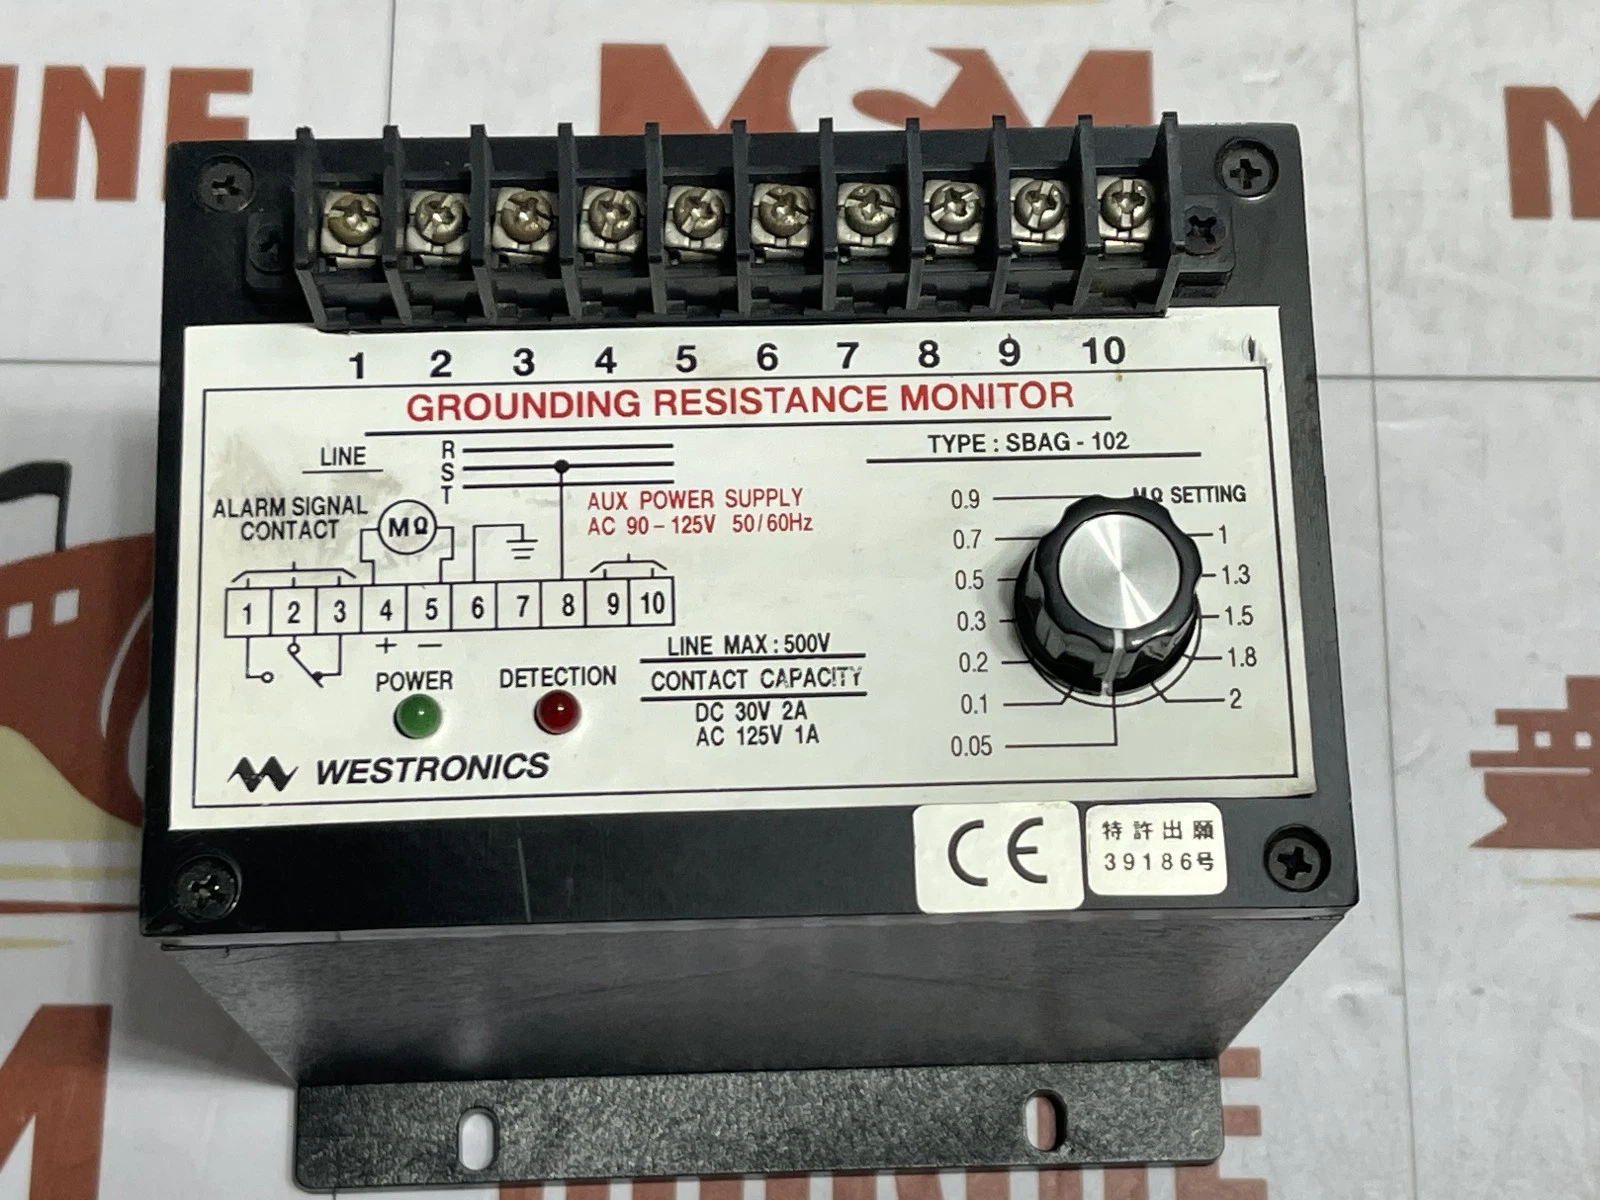 INE
MSM
M
1 2 3 4 5 6 7 8 9 10
GROUNDING RESISTANCE MONITOR
LINE
R
S
T
TYPE : SBAG - 102
ALARM SIGNAL
CONTACT
MΩ
AUX POWER SUPPLY
AC 90 - 125V 50/60Hz
1 2 3 4 5 6 7 8 9 10
+ −
POWER
DETECTION
LINE MAX : 500V
CONTACT CAPACITY
DC 30V 2A
AC 125V 1A
WESTRONICS
MΩ SETTING
0.9
0.7
0.5
0.3
0.2
0.1
0.05
1
1.3
1.5
1.8
2
CE
特許出願
39186号